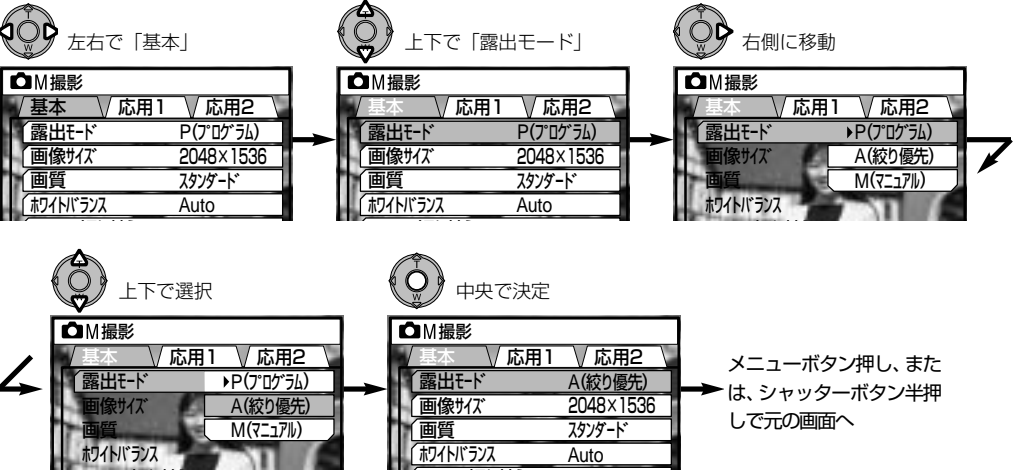 左右で「基本」
M撮影
基本 応用1 応用2
露出モード P(プログラム)
画像サイズ 2048×1536
画質 スタンダード
ホワイトバランス Auto
上下で「露出モード」
M撮影
基本 応用1 応用2
露出モード P(プログラム)
画像サイズ 2048×1536
画質 スタンダード
ホワイトバランス Auto
右側に移動
M撮影
基本 応用1 応用2
露出モード P(プログラム)
画像サイズ A(絞り優先)
画質 M(マニュアル)
ホワイトバランス
上下で選択
M撮影
基本 応用1 応用2
露出モード P(プログラム)
画像サイズ A(絞り優先)
画質 M(マニュアル)
ホワイトバランス
中央で決定
M撮影
基本 応用1 応用2
露出モード A(絞り優先)
画像サイズ 2048×1536
画質 スタンダード
ホワイトバランス Auto
メニューボタン押し、また
は、シャッターボタン半押
しで元の画面へ